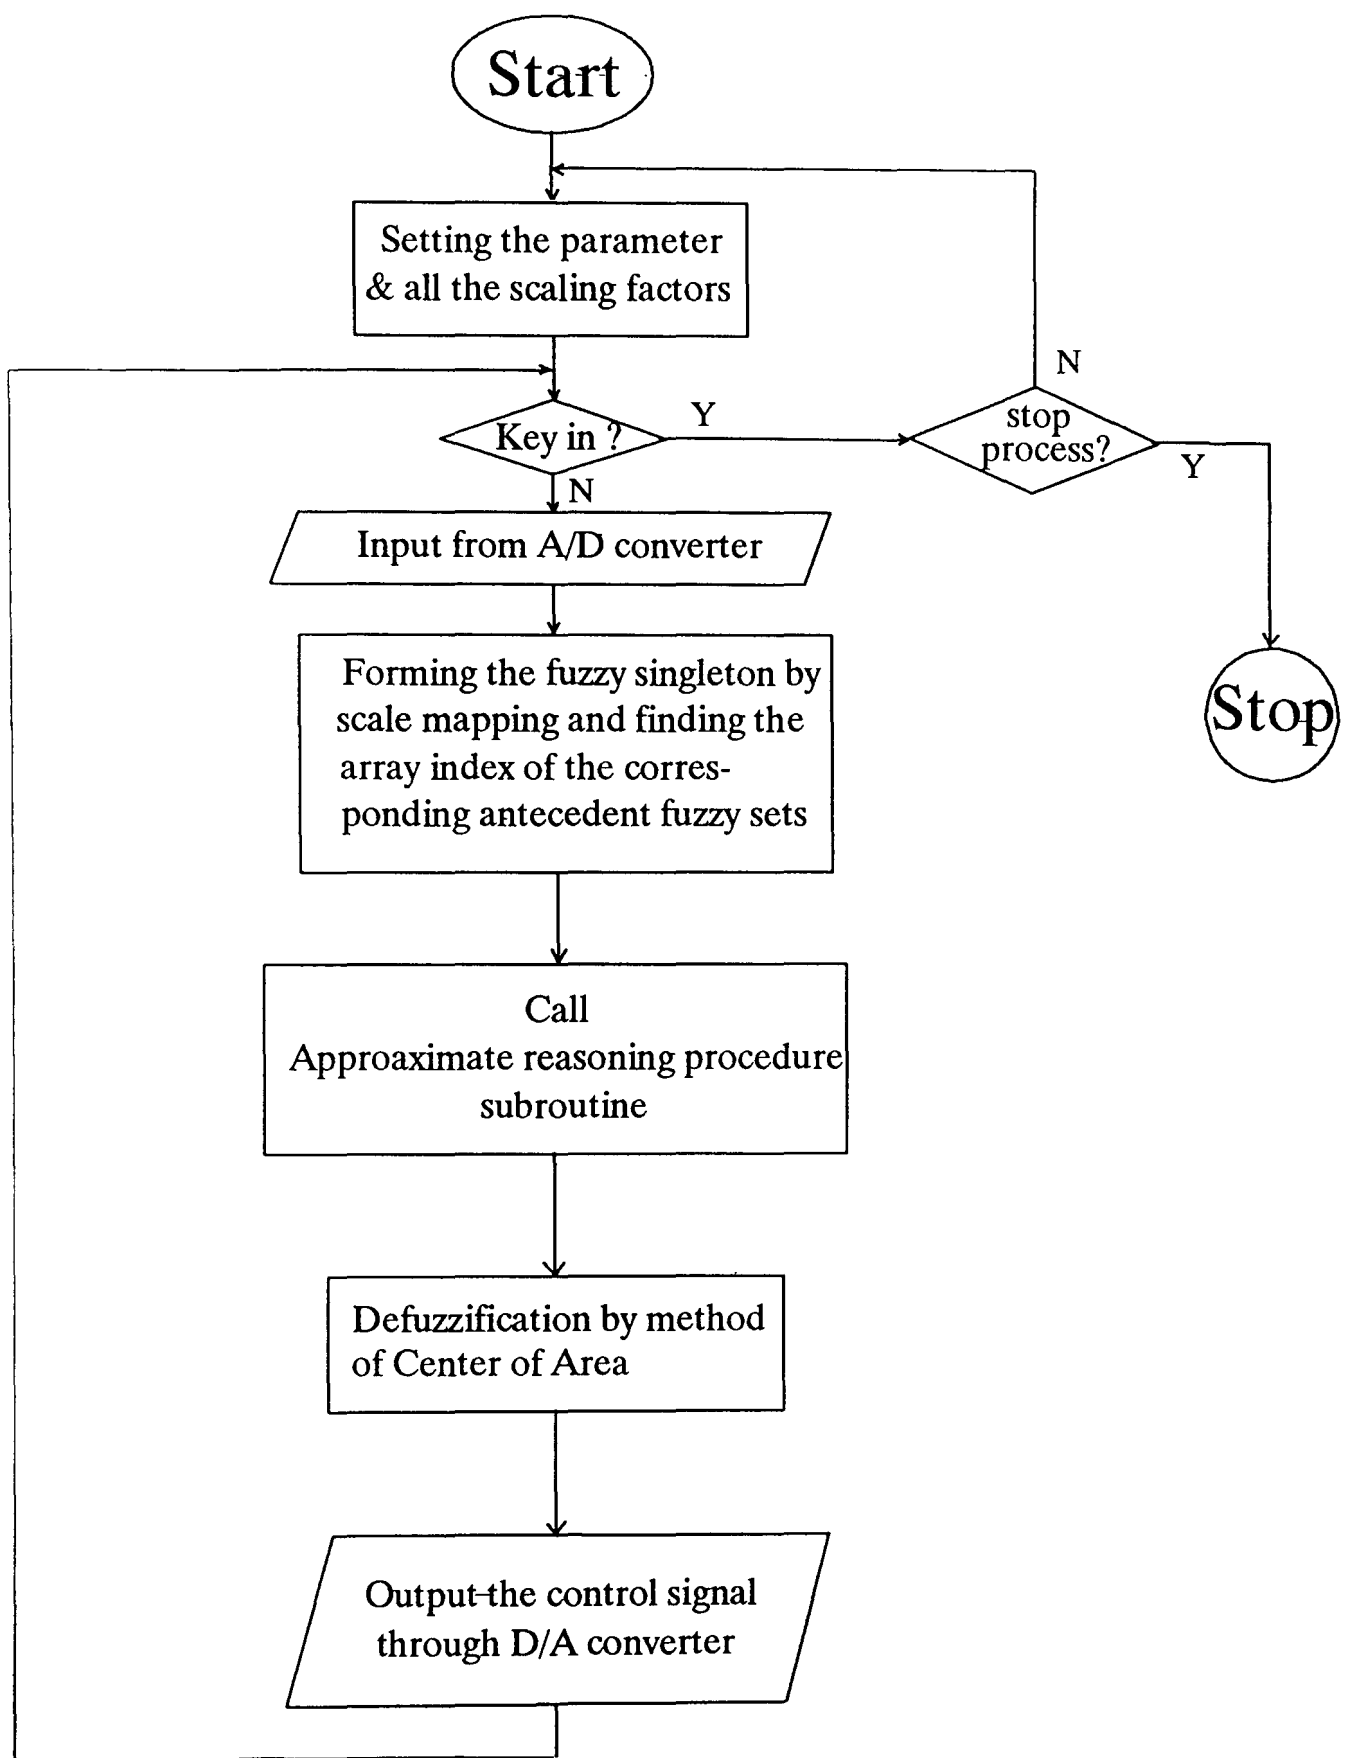 Start
Setting the parameter
& all the scaling factors
N
Y
stop
Key in ?
process?
Y
N
Input from A/D converter
Forming the fuzzy singleton by
scale mapping and finding the
array index of the corres-
ponding antecedent fuzzy sets
Stop
Call
Approaximate reasoning procedure
subroutine
Defuzzification by method
of Center of Area
Output the control signal
through D/A converter